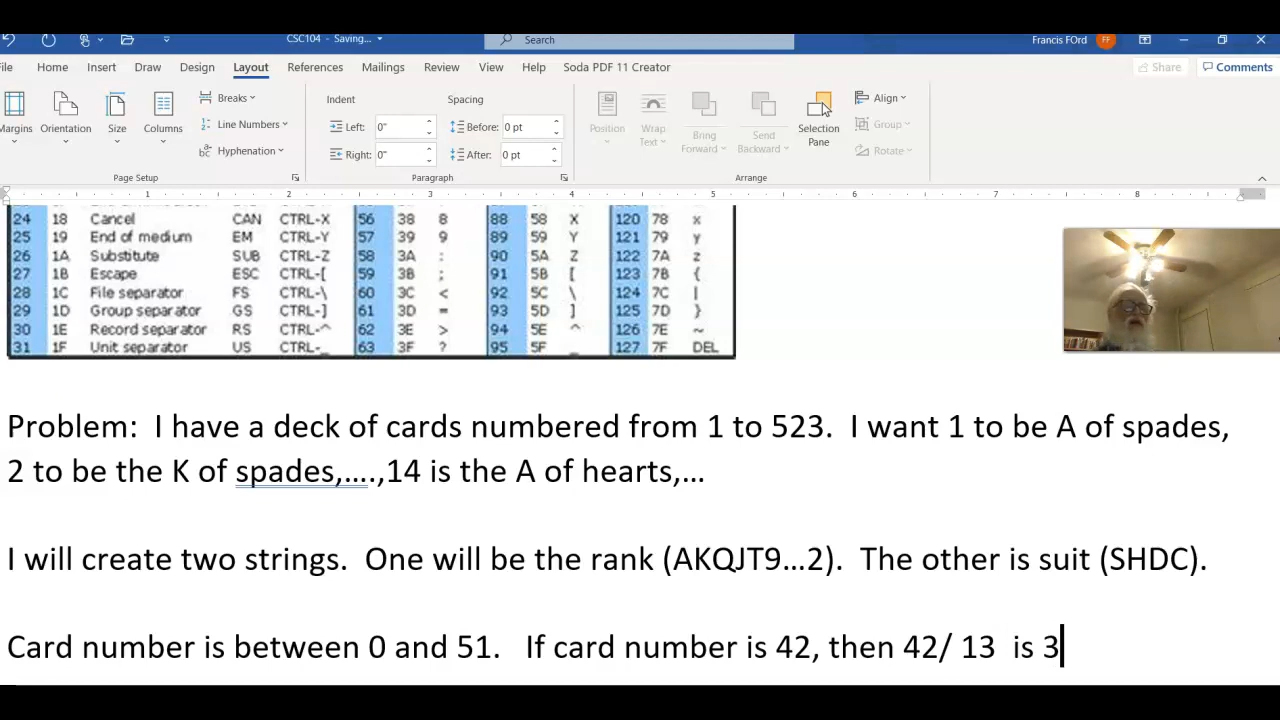 CSC104 - Saving...
Search
Francis FOrd
FF
File Home Insert Draw Design Layout References Mailings Review View Help Soda PDF 11 Creator
Share
Comments
Margins Orientation Size Columns
Breaks
Line Numbers
Hyphenation
Page Setup
Indent Spacing
Left: 0" Before: 0 pt
Right: 0" After: 0 pt
Paragraph
Position Wrap Text Bring Forward Send Backward Selection Pane
Align
Group
Rotate
Arrange
1 2 3 4 5 6 7 8
24 18 Cancel CAN CTRL-X 56 38 8 88 58 X 120 78 x
25 19 End of medium EM CTRL-Y 57 39 9 89 59 Y 121 79 y
26 1A Substitute SUB CTRL-Z 58 3A : 90 5A Z 122 7A z
27 1B Escape ESC CTRL-[ 59 3B ; 91 5B [ 123 7B {
28 1C File separator FS CTRL-\ 60 3C < 92 5C \ 124 7C |
29 1D Group separator GS CTRL-] 61 3D = 93 5D ] 125 7D }
30 1E Record separator RS CTRL-^ 62 3E > 94 5E ^ 126 7E ~
31 1F Unit separator US CTRL-_ 63 3F ? 95 5F _ 127 7F DEL
Problem:  I have a deck of cards numbered from 1 to 523.  I want 1 to be A of spades,
2 to be the K of spades,….,14 is the A of hearts,…
I will create two strings.  One will be the rank (AKQJT9…2).  The other is suit (SHDC).
Card number is between 0 and 51.   If card number is 42, then 42/ 13  is 3